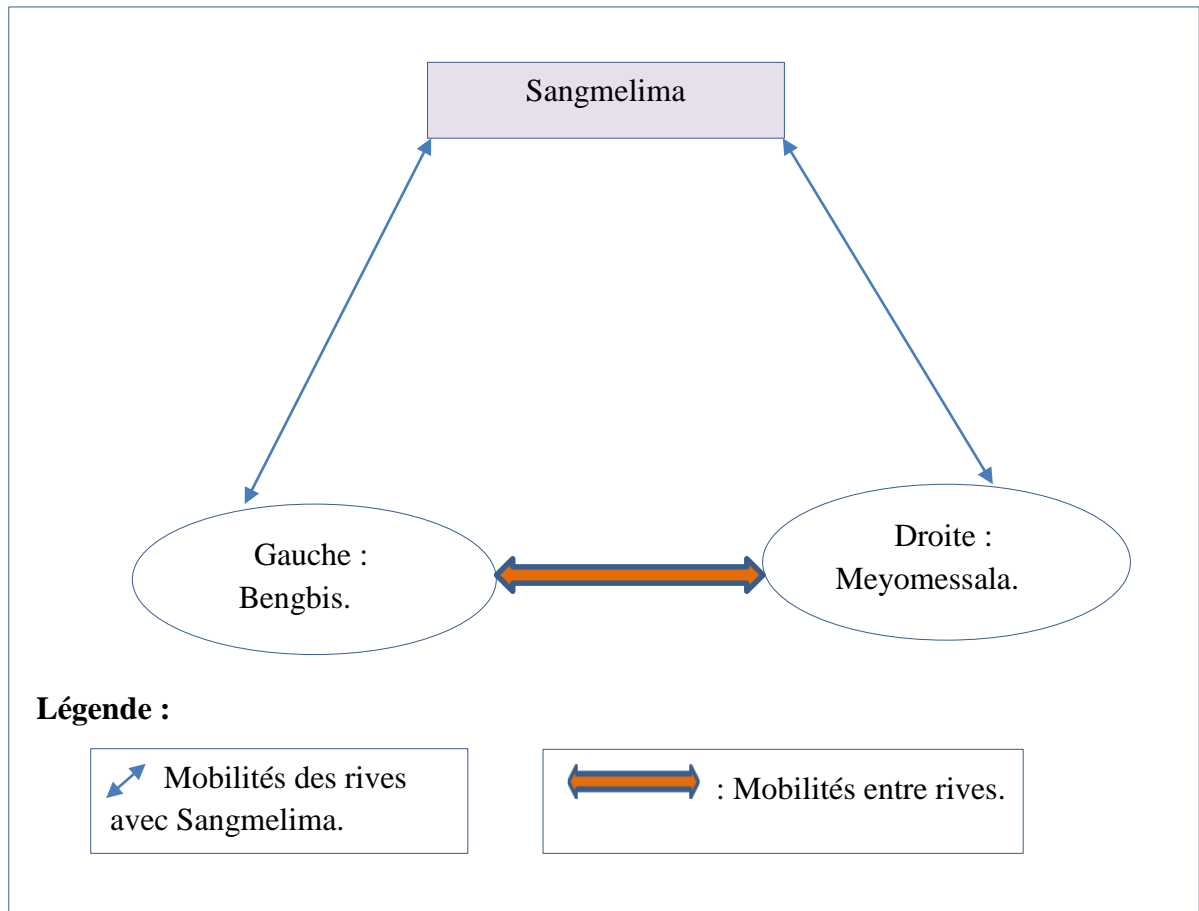 Sangmelima
Gauche :
Bengbis.
Droite :
Meyomessala.
Légende :
Mobilités des rives
avec Sangmelima.
: Mobilités entre rives.